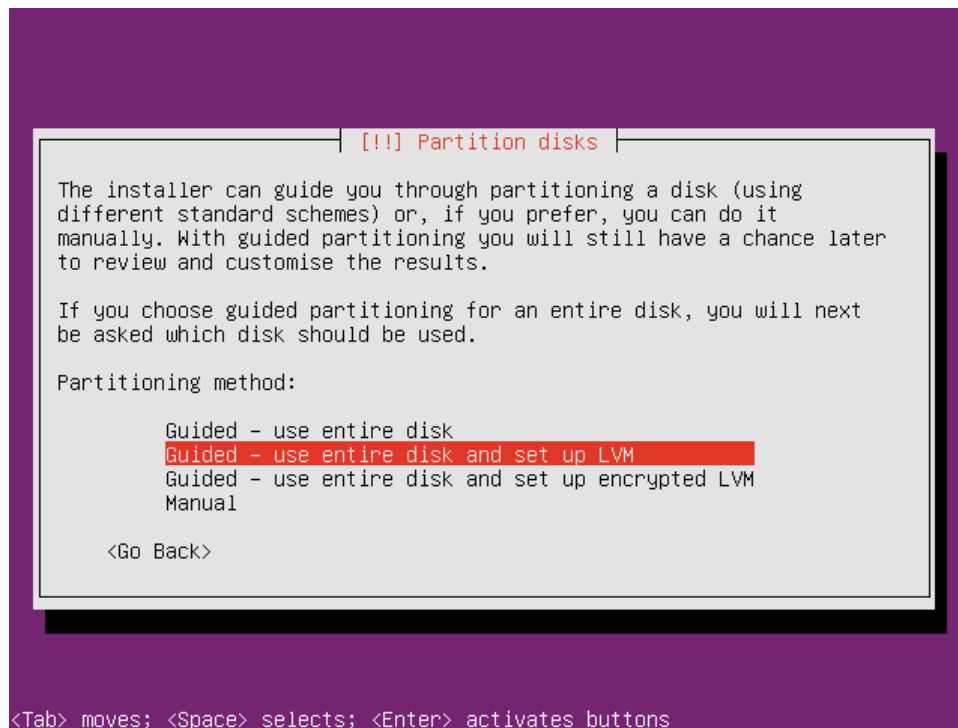 [!!] Partition disks
The installer can guide you through partitioning a disk (using
different standard schemes) or, if you prefer, you can do it
manually. With guided partitioning you will still have a chance later
to review and customise the results.
If you choose guided partitioning for an entire disk, you will next
be asked which disk should be used.
Partitioning method:
Guided – use entire disk
Guided – use entire disk and set up LVM
Guided – use entire disk and set up encrypted LVM
Manual
<Go Back>
<Tab> moves; <Space> selects; <Enter> activates buttons